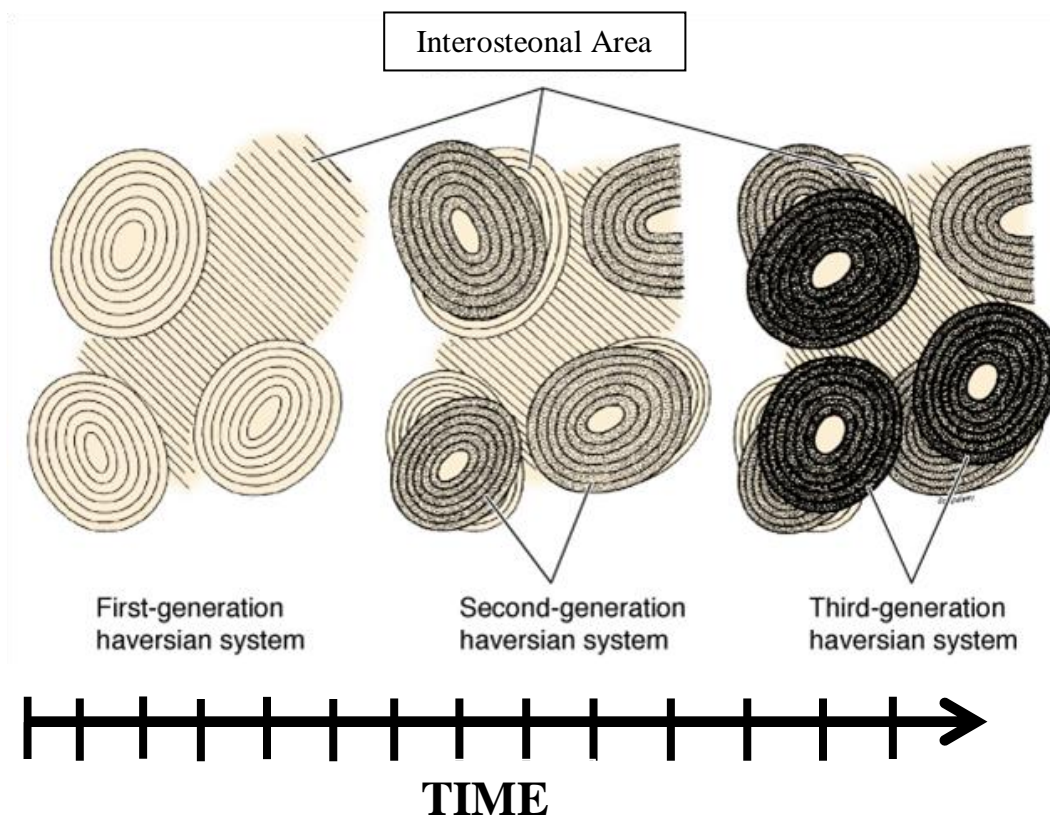 Interosteonal Area
First-generation
haversian system
Second-generation
haversian system
Third-generation
haversian system
TIME